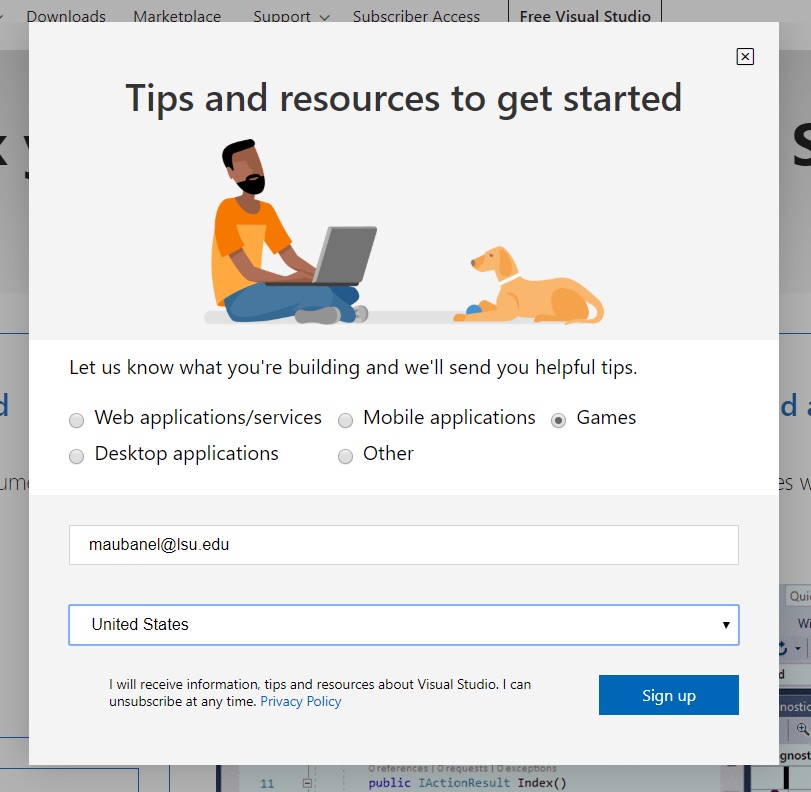 Downloads Marketplace Support Subscriber Access Free Visual Studio
Tips and resources to get started
Let us know what you're building and we'll send you helpful tips.
Web applications/services Mobile applications Games
Desktop applications Other
maubanel@lsu.edu
United States
I will receive information, tips and resources about Visual Studio. I can
unsubscribe at any time. Privacy Policy
Sign up
0 references | 0 requests | 0 exceptions
11 public IActionResult Index()